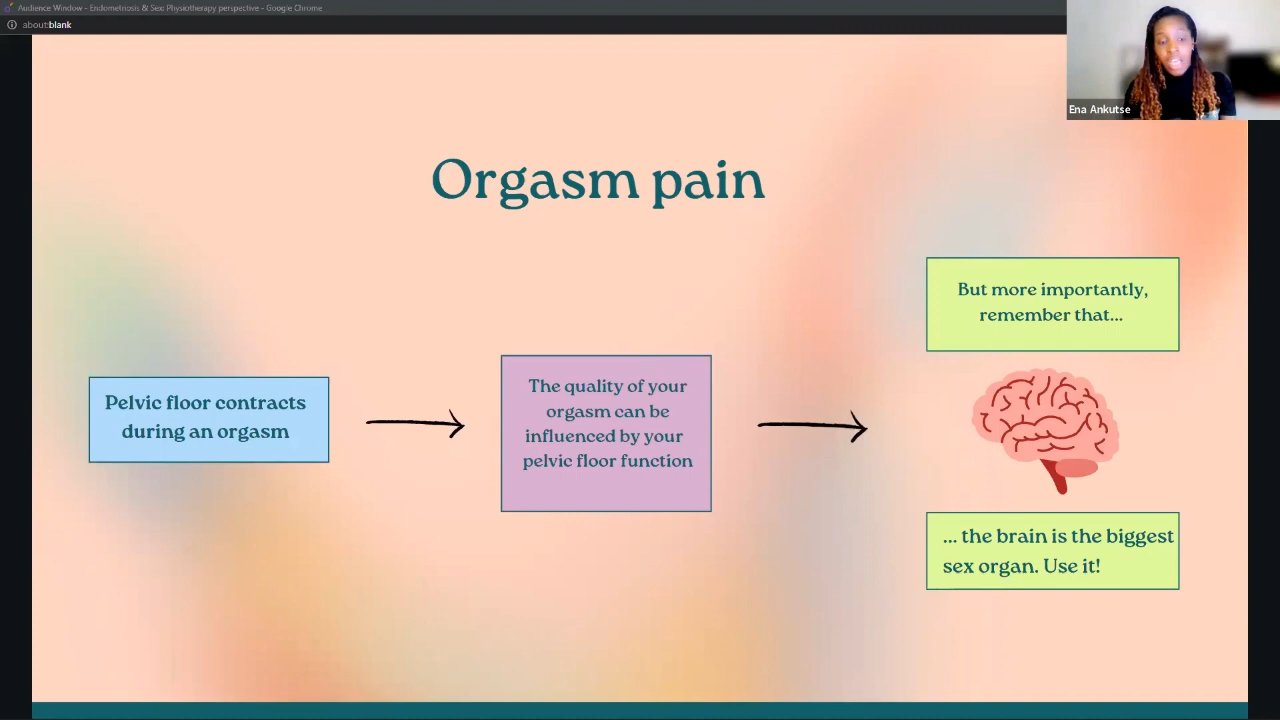 Audience Window - Endometriosis & Sex: Physiotherapy perspective - Google Chrome
about:blank
Ena Ankutse
Orgasm pain
Pelvic floor contracts
during an orgasm
The quality of your
orgasm can be
influenced by your
pelvic floor function
But more importantly,
remember that...
... the brain is the biggest
sex organ. Use it!